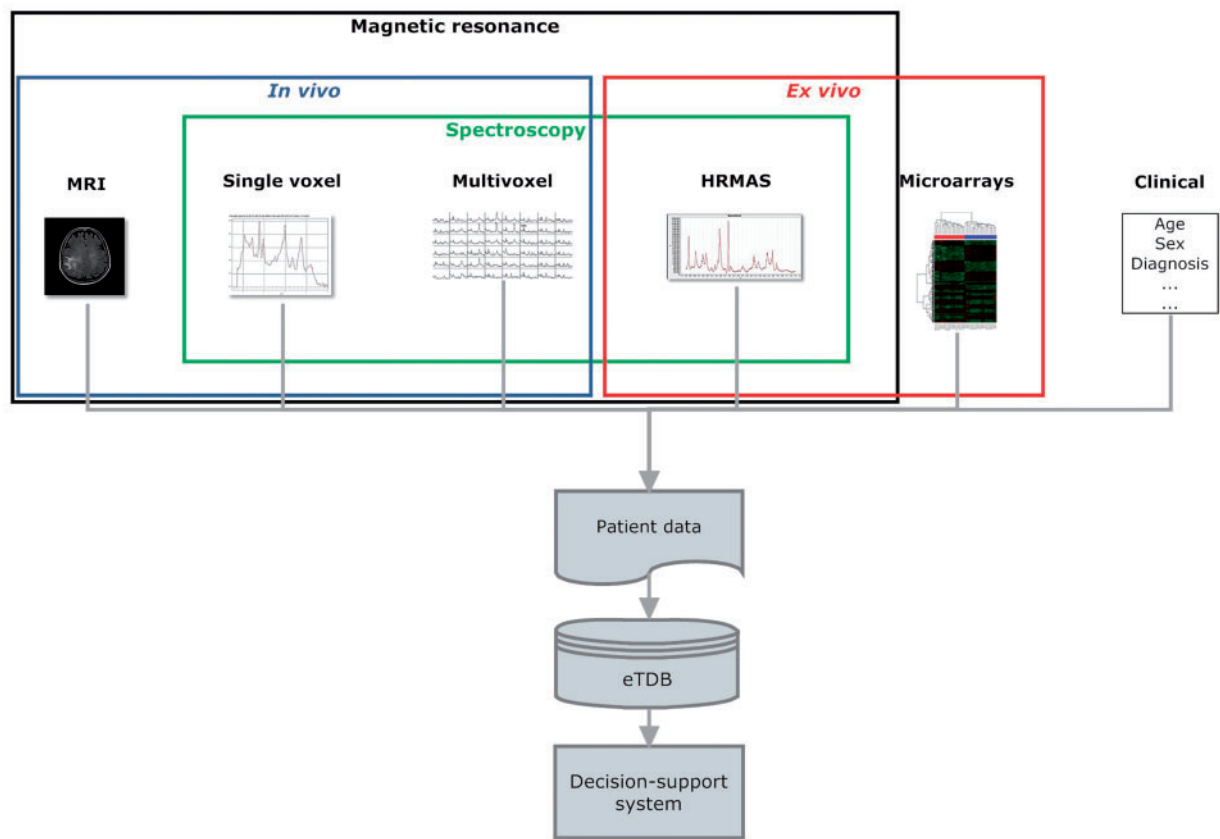 Magnetic resonance
In vivo
Ex vivo
Spectroscopy
MRI
Single voxel
Multivoxel
HRMAS
Microarrays
Clinical
Age
Sex
Diagnosis
...
...
Patient data
eTDB
Decision-support
system